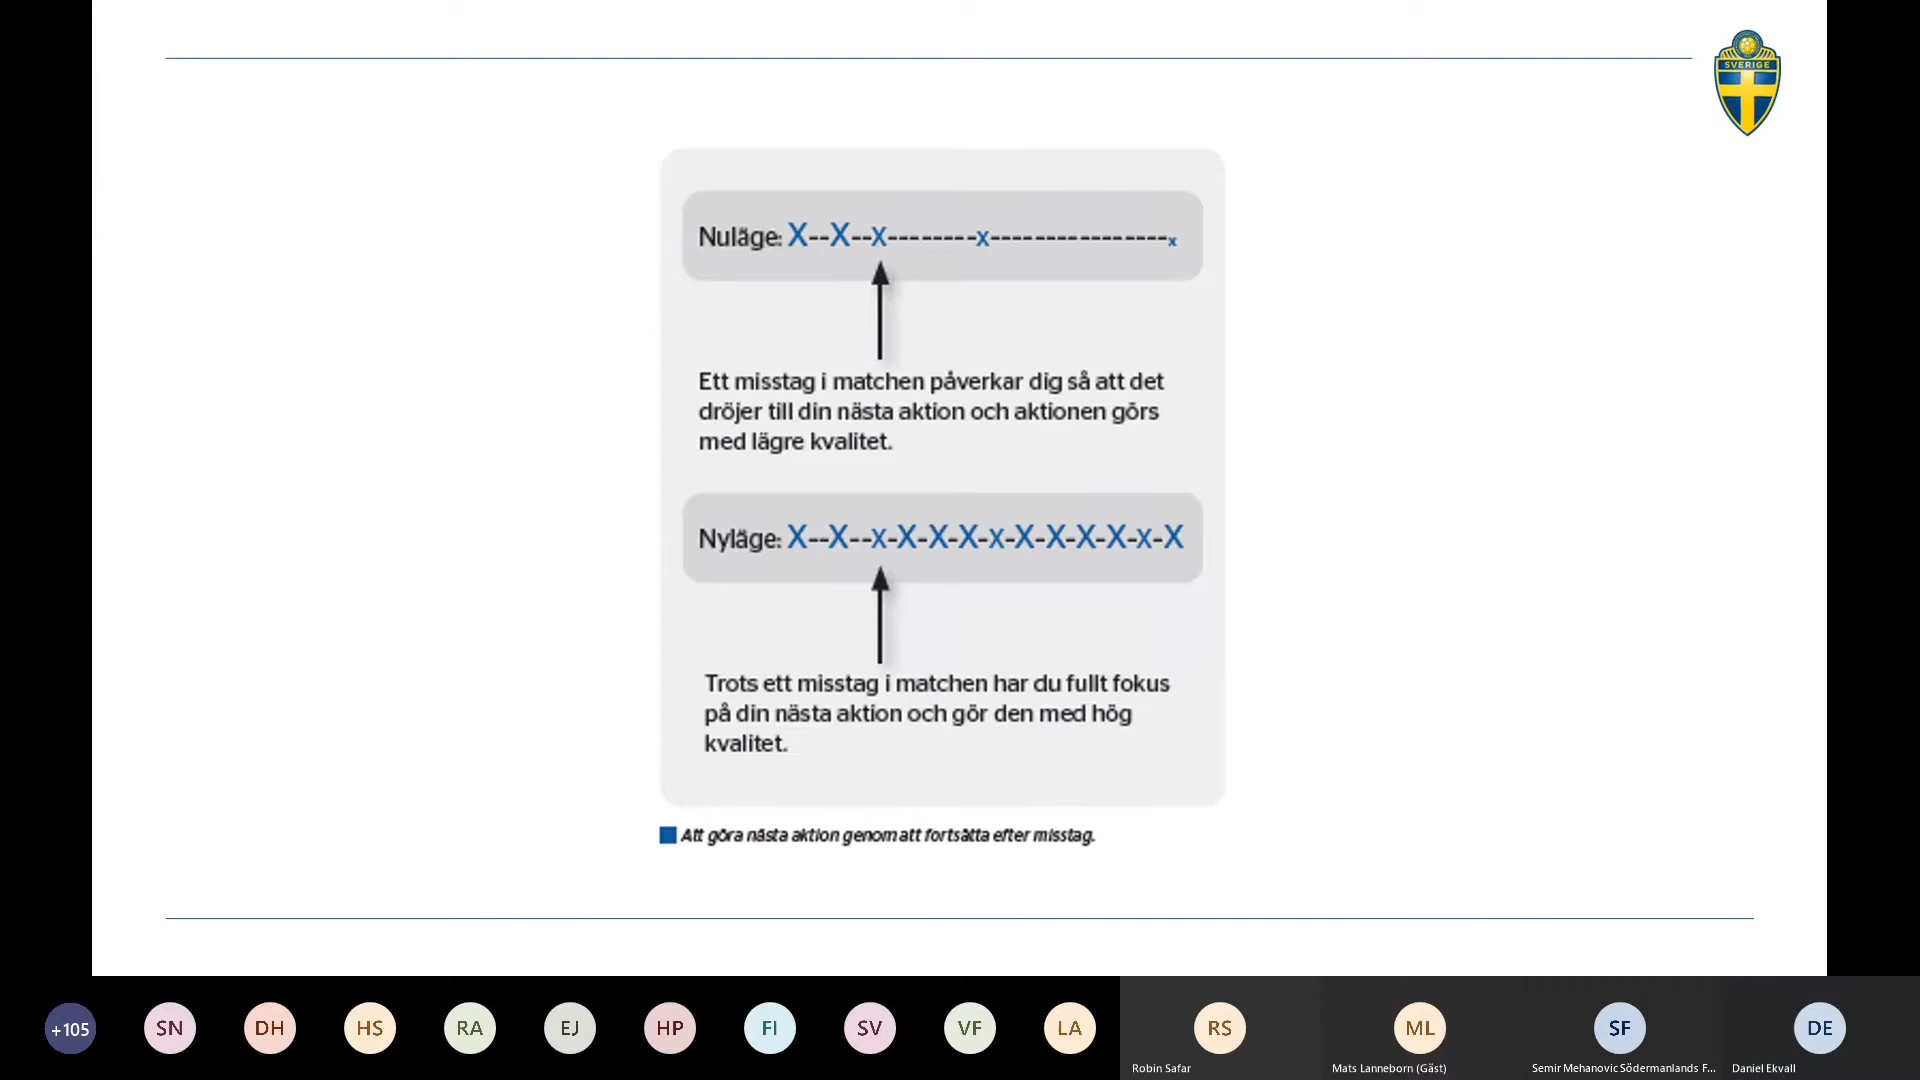 SVERIGE
Nuläge: X--X--x--------x----------------x
Ett misstag i matchen påverkar dig så att det
dröjer till din nästa aktion och aktionen görs
med lägre kvalitet.
Nyläge: X--X--x-X-X-X-x-X-X-X-X-x-X
Trots ett misstag i matchen har du fullt fokus
på din nästa aktion och gör den med hög
kvalitet.
Att göra nästa aktion genom att fortsätta efter misstag.
+105 SN DH HS RA EJ HP FI SV VF LA RS ML SF DE
Robin Safar Mats Lanneborn (Gäst) Semir Mehanovic Södermanlands F... Daniel Ekvall